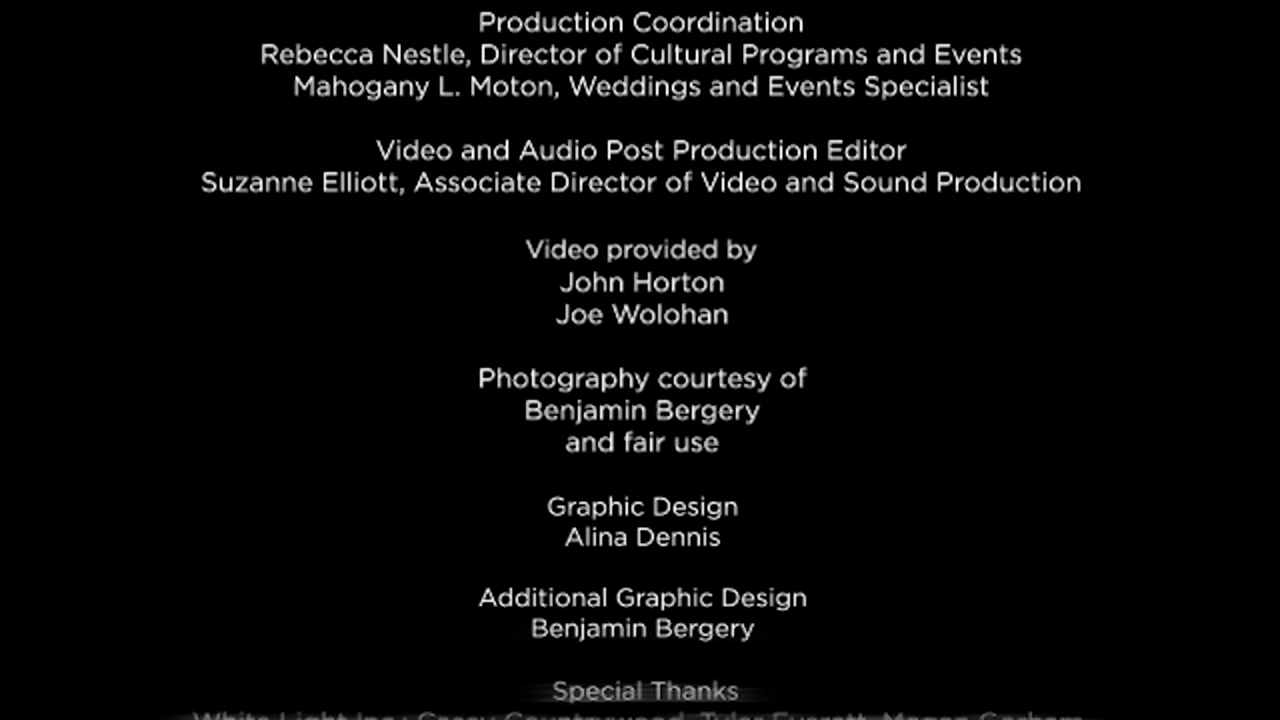 Production Coordination
Rebecca Nestle, Director of Cultural Programs and Events
Mahogany L. Moton, Weddings and Events Specialist
Video and Audio Post Production Editor
Suzanne Elliott, Associate Director of Video and Sound Production
Video provided by
John Horton
Joe Wolohan
Photography courtesy of
Benjamin Bergery
and fair use
Graphic Design
Alina Dennis
Additional Graphic Design
Benjamin Bergery
Special Thanks